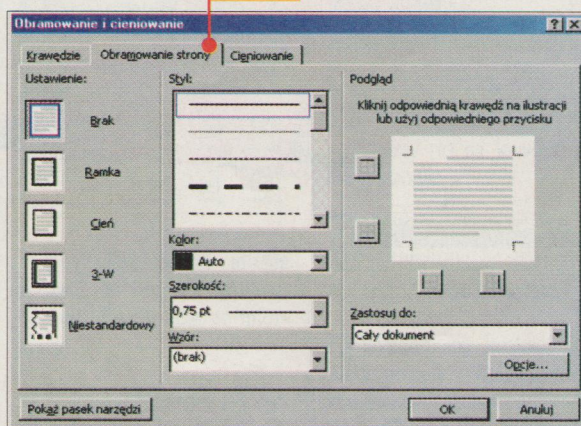 Obramowanie i cieniowanie
Krawędzie
Obramowanie strony
Cieniowanie
Ustawienie:
Brak
Ramka
Cień
3-W
Niestandardowy
Styl:
Kolor:
Auto
Szerokość:
0,75 pt
Wzór:
(brak)
Podgląd
Kliknij odpowiednią krawędź na ilustracji
lub użyj odpowiedniego przycisku
Zastosuj do:
Cały dokument
Opcje...
Pokaż pasek narzędzi
OK
Anuluj